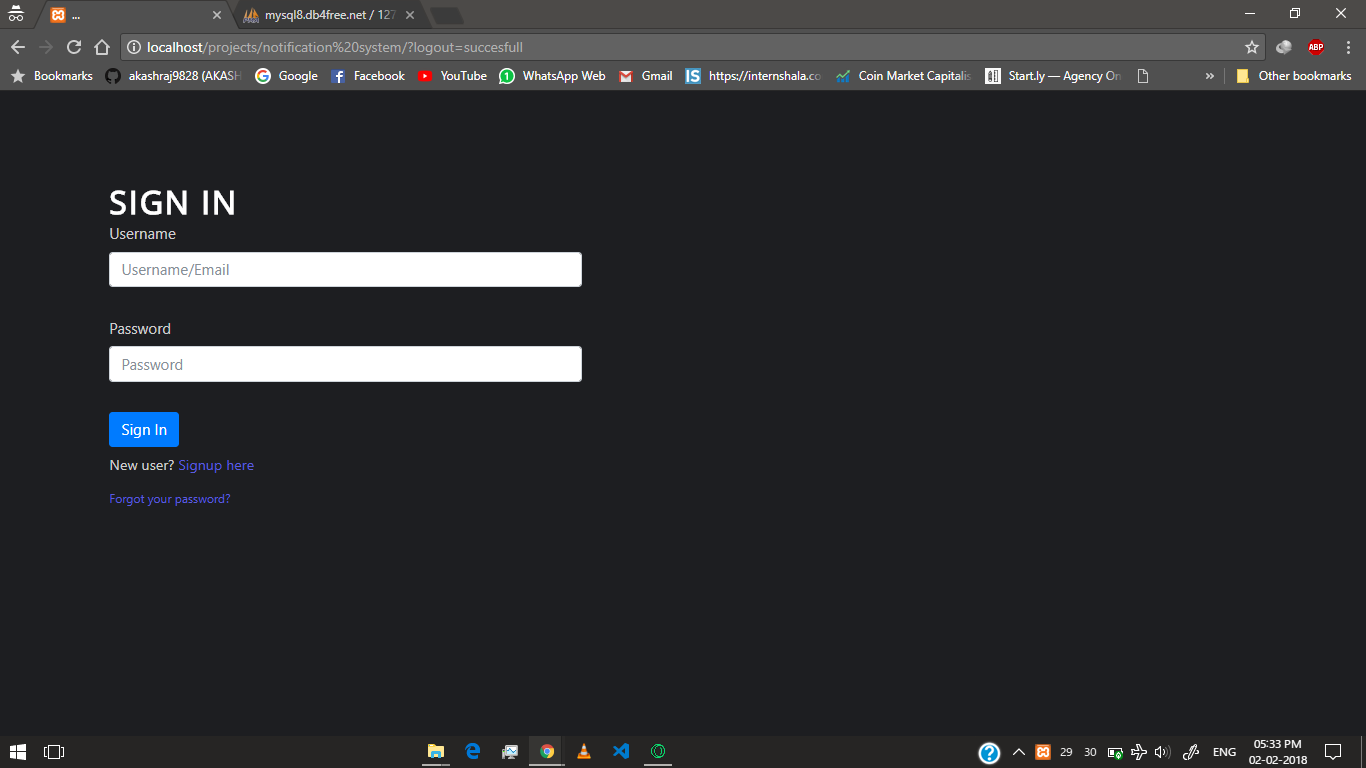 ...
mysql8.db4free.net / 127
localhost/projects/notification%20system/?logout=succesfull
ABP
Bookmarks
akashraj9828 (AKASH
Google
Facebook
YouTube
1
WhatsApp Web
Gmail
IS
https://internshala.co
Coin Market Capitalis
Start.ly — Agency On
»
Other bookmarks
SIGN IN
Username
Username/Email
Password
Password
Sign In
New user? Signup here
Forgot your password?
?
29
30
ENG
05:33 PM
02-02-2018